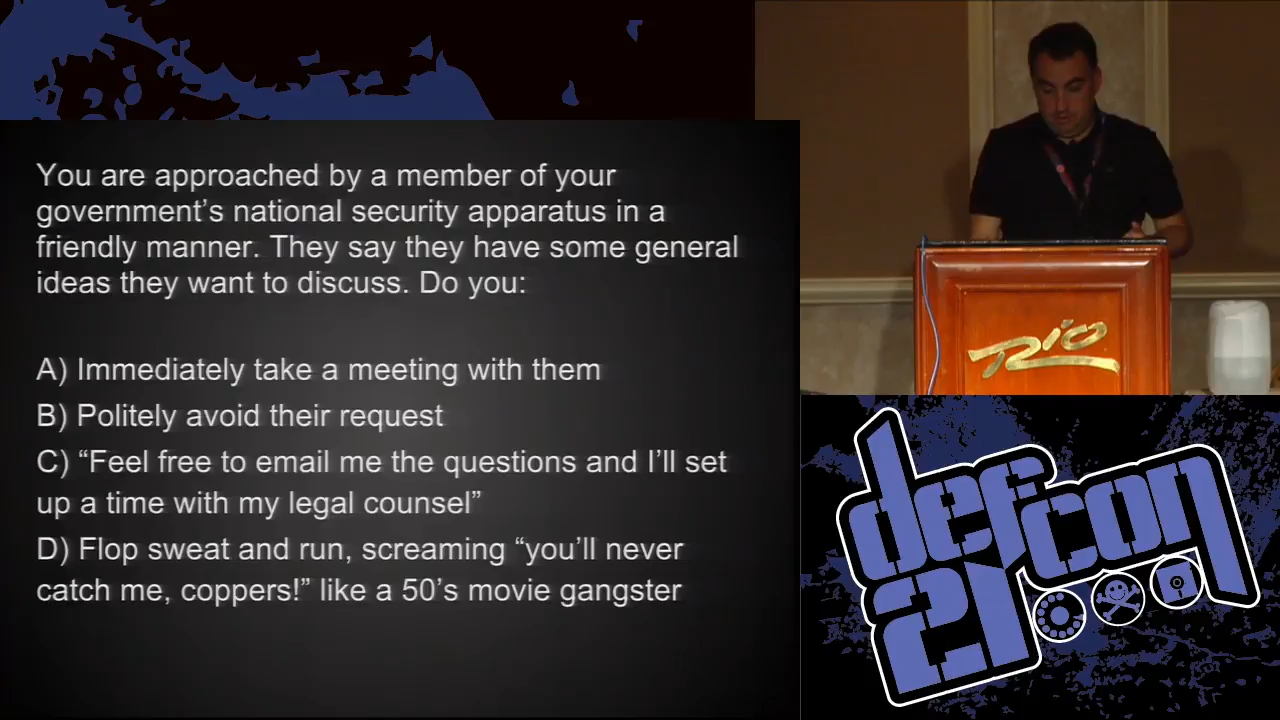 You are approached by a member of your
government’s national security apparatus in a
friendly manner. They say they have some general
ideas they want to discuss. Do you:
A) Immediately take a meeting with them
B) Politely avoid their request
C) “Feel free to email me the questions and I’ll set
up a time with my legal counsel”
D) Flop sweat and run, screaming “you’ll never
catch me, coppers!” like a 50’s movie gangster
Rio
defcon
21